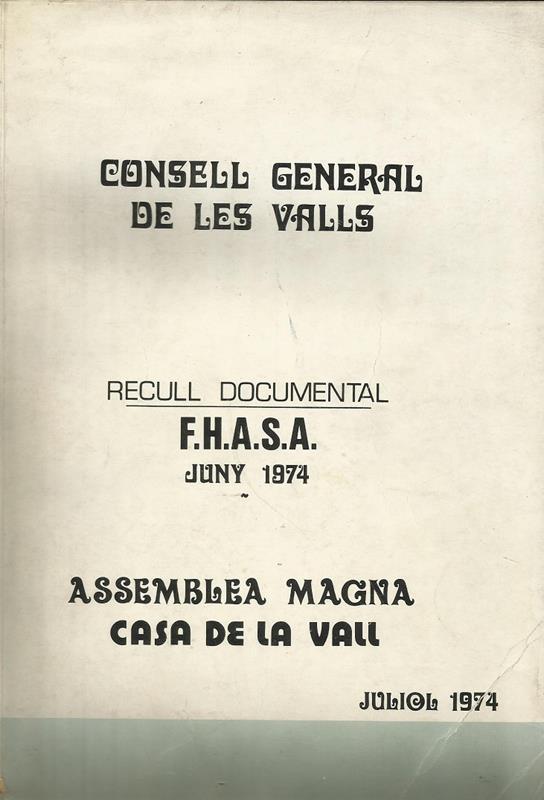 CONSELL GENERAL
DE LES VALLS
RECULL DOCUMENTAL
F.H.A.S.A.
JUNY 1974
~
ASSEMBLEA MAGNA
CASA DE LA VALL
JULIOL 1974